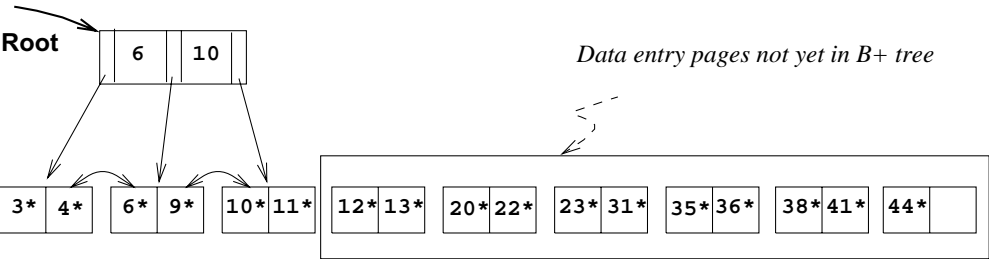 Root
6 10
Data entry pages not yet in B+ tree
3* 4* 6* 9* 10* 11* 12* 13* 20* 22* 23* 31* 35* 36* 38* 41* 44*